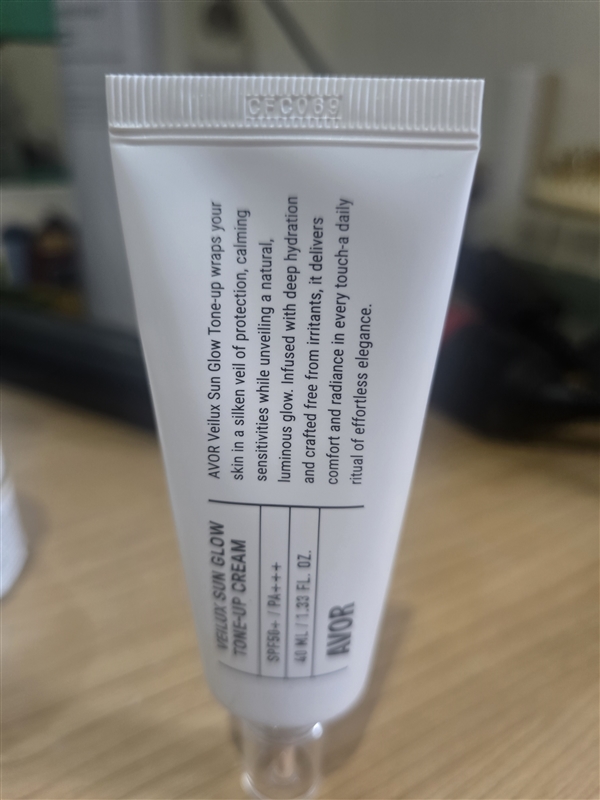 CFC069
AVOR Veilux Sun Glow Tone-up wraps your
skin in a silken veil of protection, calming
sensitivities while unveiling a natural,
luminous glow. Infused with deep hydration
and crafted free from irritants, it delivers
comfort and radiance in every touch-a daily
ritual of effortless elegance.
VEILUX SUN GLOW
TONE-UP CREAM
SPF50+ / PA+++
40 ML / 1.33 FL. OZ.
AVOR